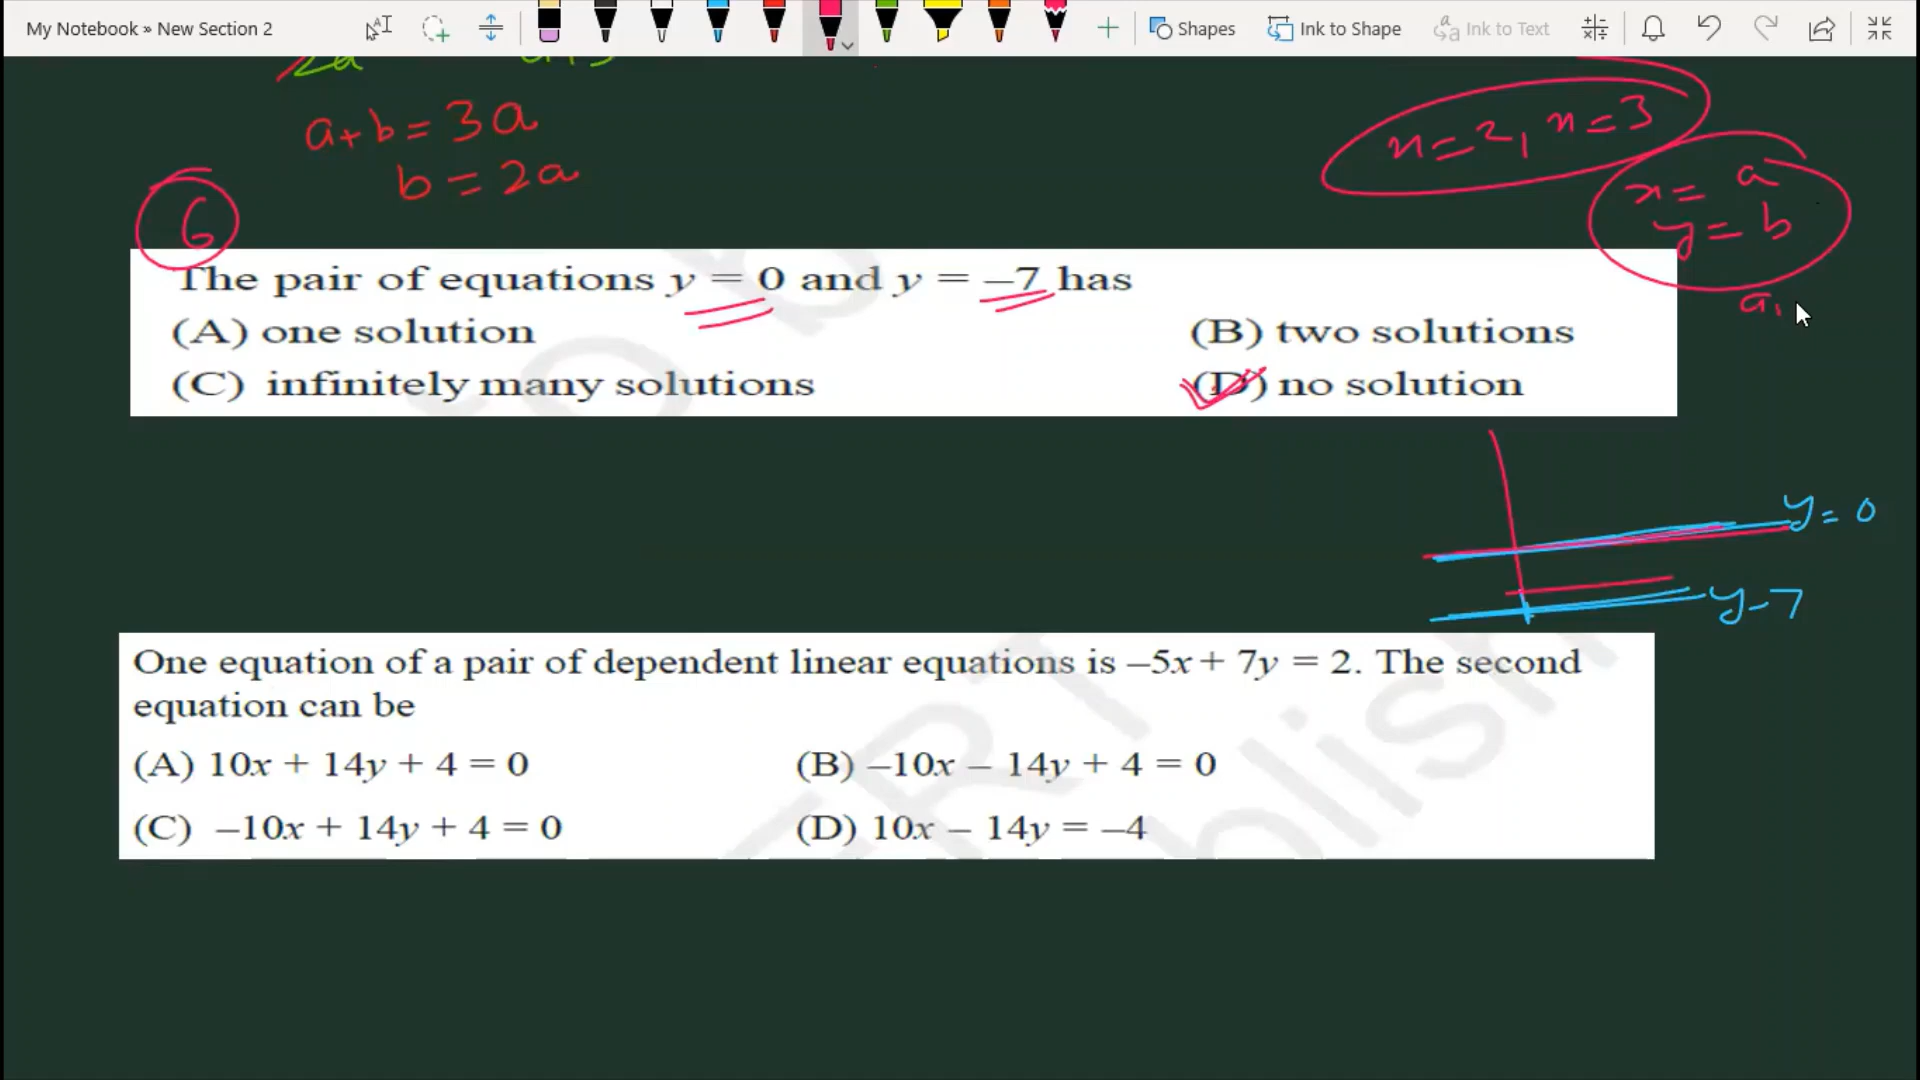 My Notebook » New Section 2
Shapes
Ink to Shape
Ink to Text
2a
a+b=3a
b=2a
x=2, x=3
x= a
y= b
a,
6
The pair of equations y = 0 and y = –7 has
(A) one solution (B) two solutions
(C) infinitely many solutions (D) no solution
y= 0
y-7
One equation of a pair of dependent linear equations is –5x + 7y = 2. The second
equation can be
(A) 10x + 14y + 4 = 0 (B) –10x – 14y + 4 = 0
(C) –10x + 14y + 4 = 0 (D) 10x – 14y = –4